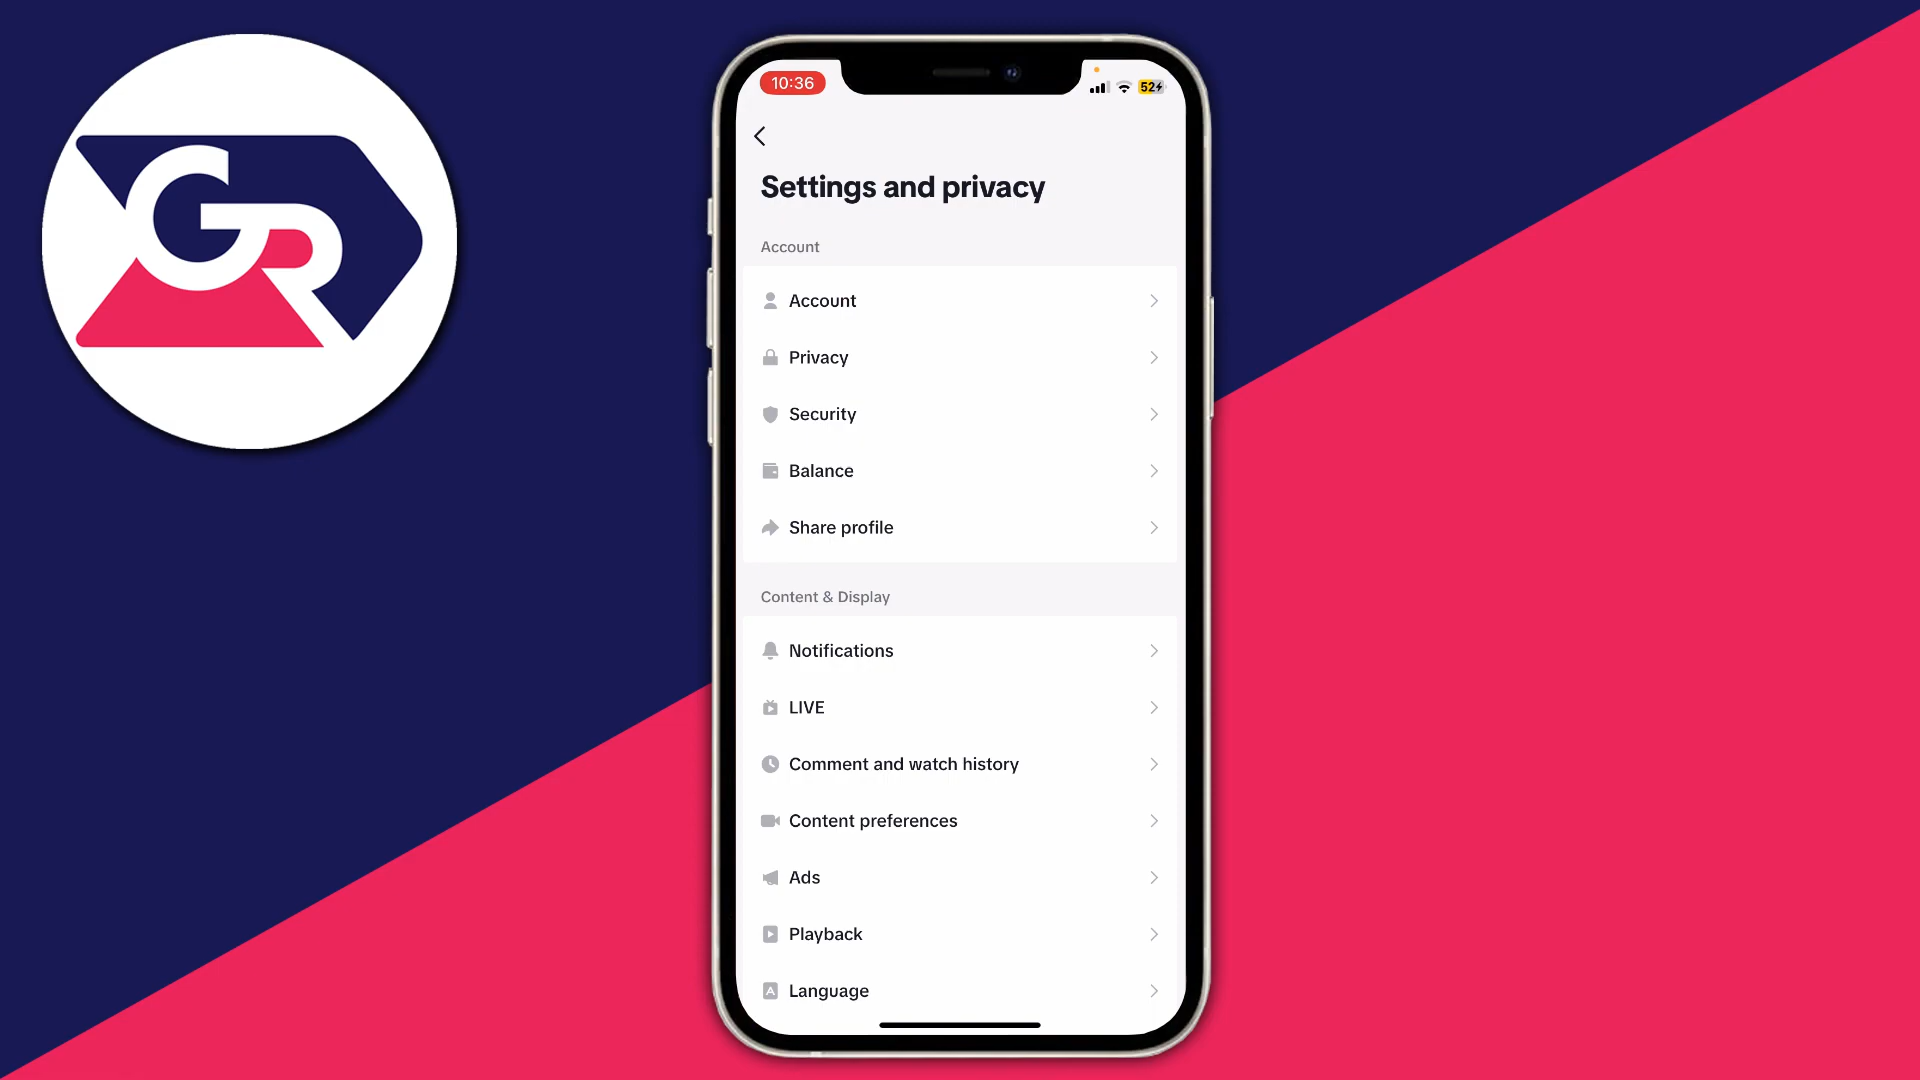 GR
10:36
52
Settings and privacy
Account
Account
Privacy
Security
Balance
Share profile
Content & Display
Notifications
LIVE
Comment and watch history
Content preferences
Ads
Playback
A Language